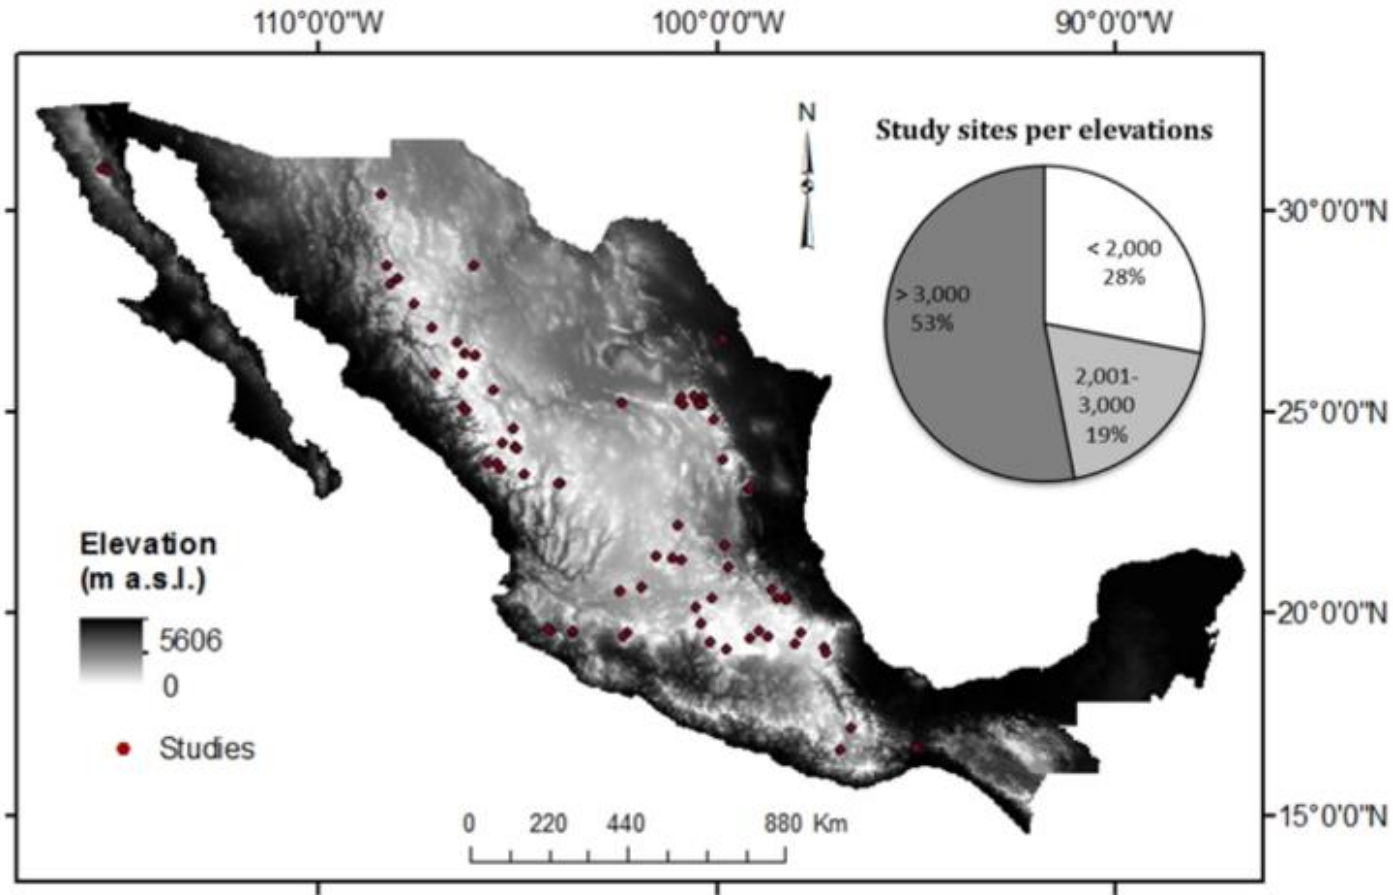 110°0'0"W
100°0'0"W
90°0'0"W
N
Study sites per elevations
30°0'0"N
< 2,000
28%
> 3,000
53%
2,001-
3,000
19%
25°0'0"N
Elevation
(m a.s.l.)
5606
0
20°0'0"N
Studies
0 220 440 880 Km
15°0'0"N